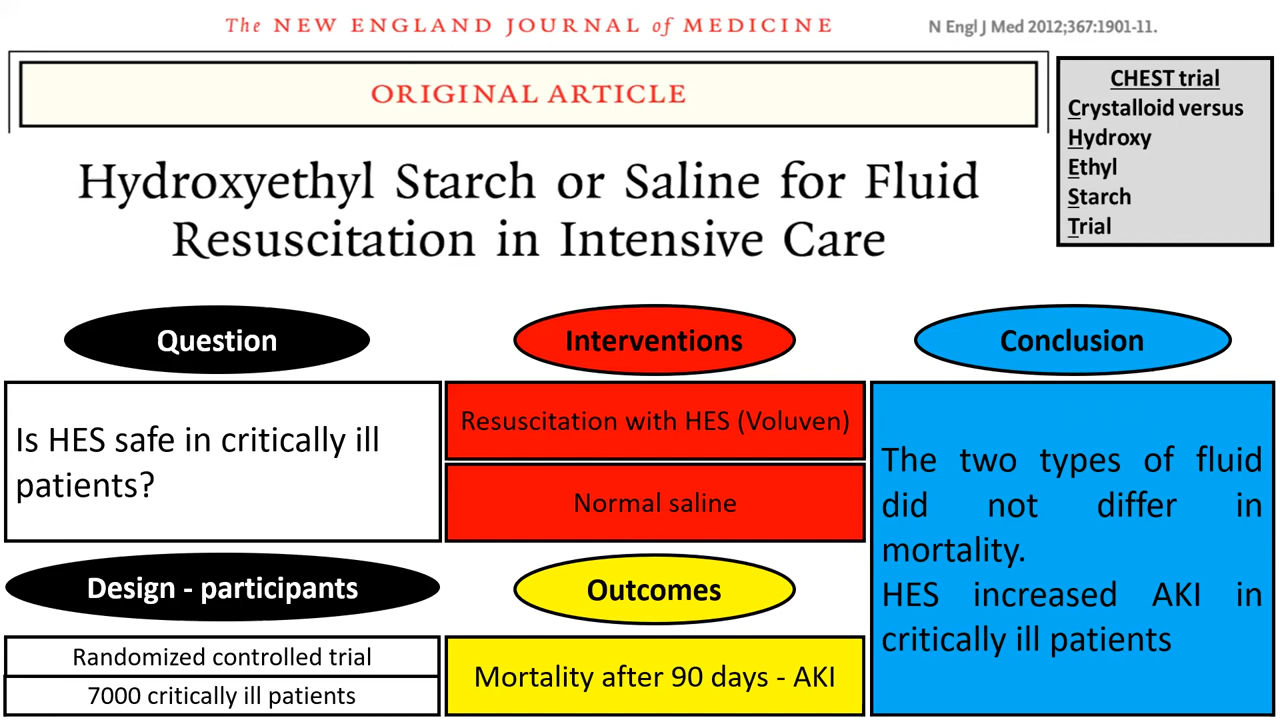 The NEW ENGLAND JOURNAL of MEDICINE
N Engl J Med 2012;367:1901-11.
ORIGINAL ARTICLE
Hydroxyethyl Starch or Saline for Fluid
Resuscitation in Intensive Care
CHEST trial
Crystalloid versus
Hydroxy
Ethyl
Starch
Trial
Question
Is HES safe in critically ill
patients?
Design - participants
Randomized controlled trial
7000 critically ill patients
Interventions
Resuscitation with HES (Voluven)
Normal saline
Outcomes
Mortality after 90 days - AKI
Conclusion
The two types of fluid
did not differ in
mortality.
HES increased AKI in
critically ill patients